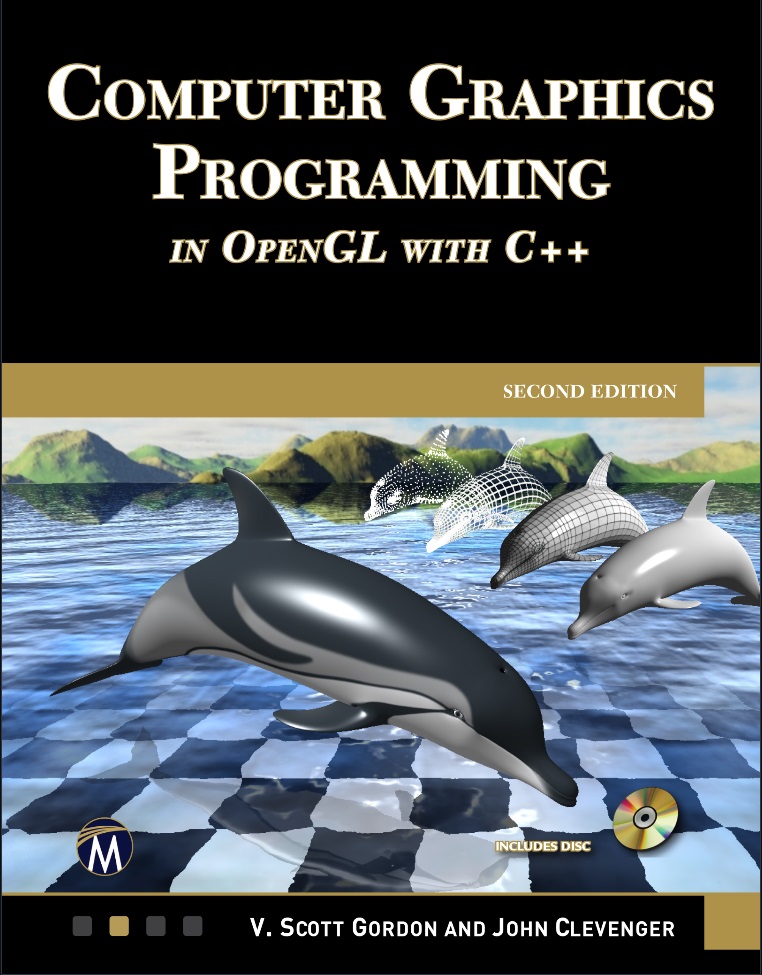 COMPUTER GRAPHICS
PROGRAMMING
IN OPENGL WITH C++
SECOND EDITION
INCLUDES DISC
M
V. SCOTT GORDON AND JOHN CLEVENGER